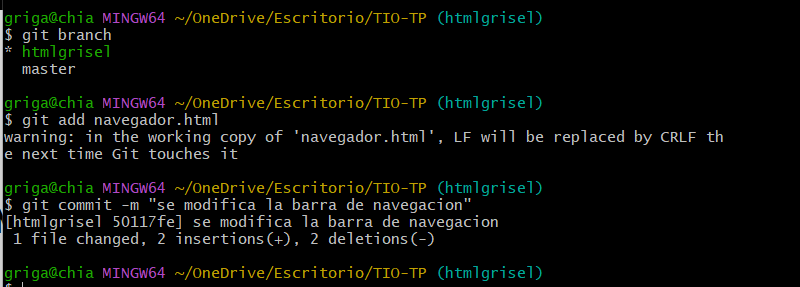 griga@chia MINGW64 ~/OneDrive/Escritorio/TIO-TP (htmlgrisel)
$ git branch
* htmlgrisel
  master
griga@chia MINGW64 ~/OneDrive/Escritorio/TIO-TP (htmlgrisel)
$ git add navegador.html
warning: in the working copy of 'navegador.html', LF will be replaced by CRLF th
e next time Git touches it
griga@chia MINGW64 ~/OneDrive/Escritorio/TIO-TP (htmlgrisel)
$ git commit -m "se modifica la barra de navegacion"
[htmlgrisel 50117fe] se modifica la barra de navegacion
 1 file changed, 2 insertions(+), 2 deletions(-)
griga@chia MINGW64 ~/OneDrive/Escritorio/TIO-TP (htmlgrisel)
$